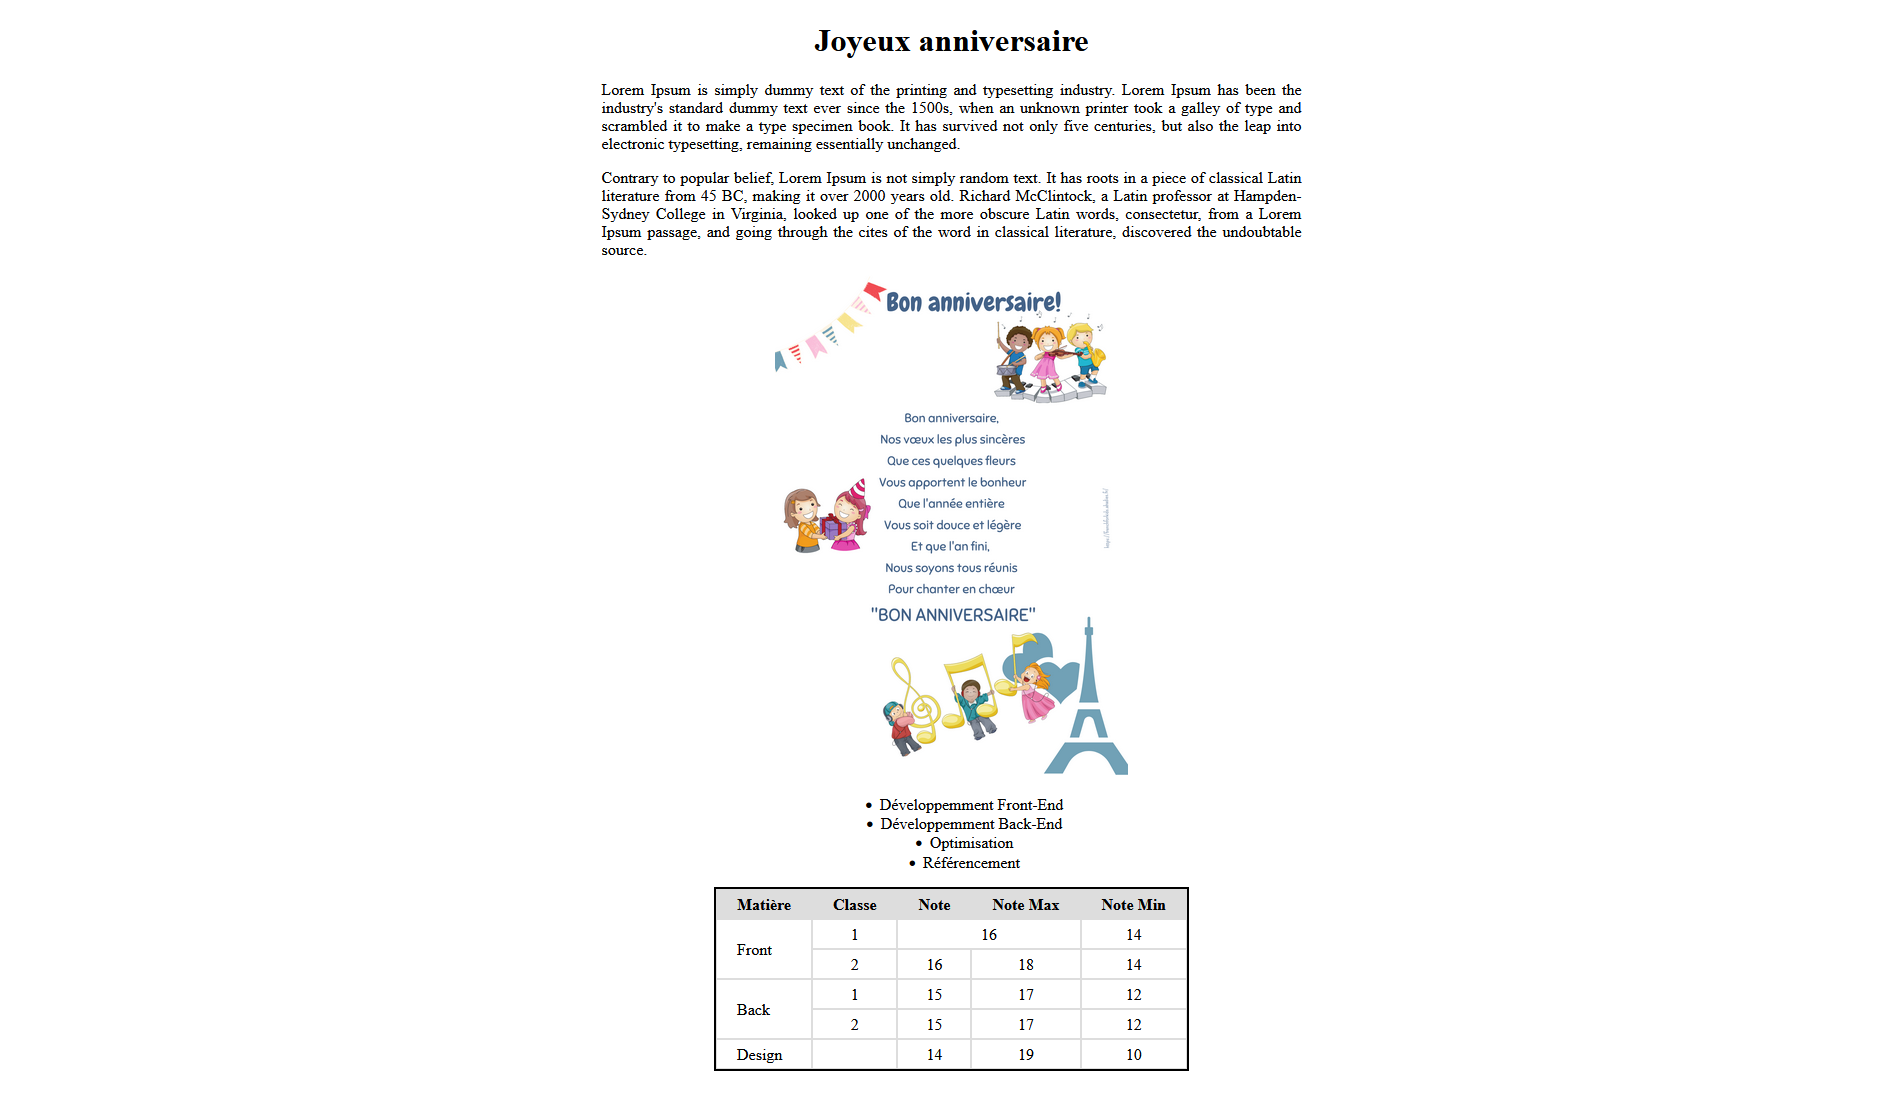 Joyeux anniversaire
Lorem Ipsum is simply dummy text of the printing and typesetting industry. Lorem Ipsum has been the
industry's standard dummy text ever since the 1500s, when an unknown printer took a galley of type and
scrambled it to make a type specimen book. It has survived not only five centuries, but also the leap into
electronic typesetting, remaining essentially unchanged.
Contrary to popular belief, Lorem Ipsum is not simply random text. It has roots in a piece of classical Latin
literature from 45 BC, making it over 2000 years old. Richard McClintock, a Latin professor at Hampden-
Sydney College in Virginia, looked up one of the more obscure Latin words, consectetur, from a Lorem
Ipsum passage, and going through the cites of the word in classical literature, discovered the undoubtable
source.
Bon anniversaire!
Bon anniversaire,
Nos vœux les plus sincères
Que ces quelques fleurs
Vous apportent le bonheur
Que l'année entière
Vous soit douce et légère
Et que l'an fini,
Nous soyons tous réunis
Pour chanter en chœur
"BON ANNIVERSAIRE"
• Développemment Front-End
• Développemment Back-End
• Optimisation
• Référencement
Matière Classe Note Note Max Note Min
Front 1 16 14
2 16 18 14
Back 1 15 17 12
2 15 17 12
Design 14 19 10